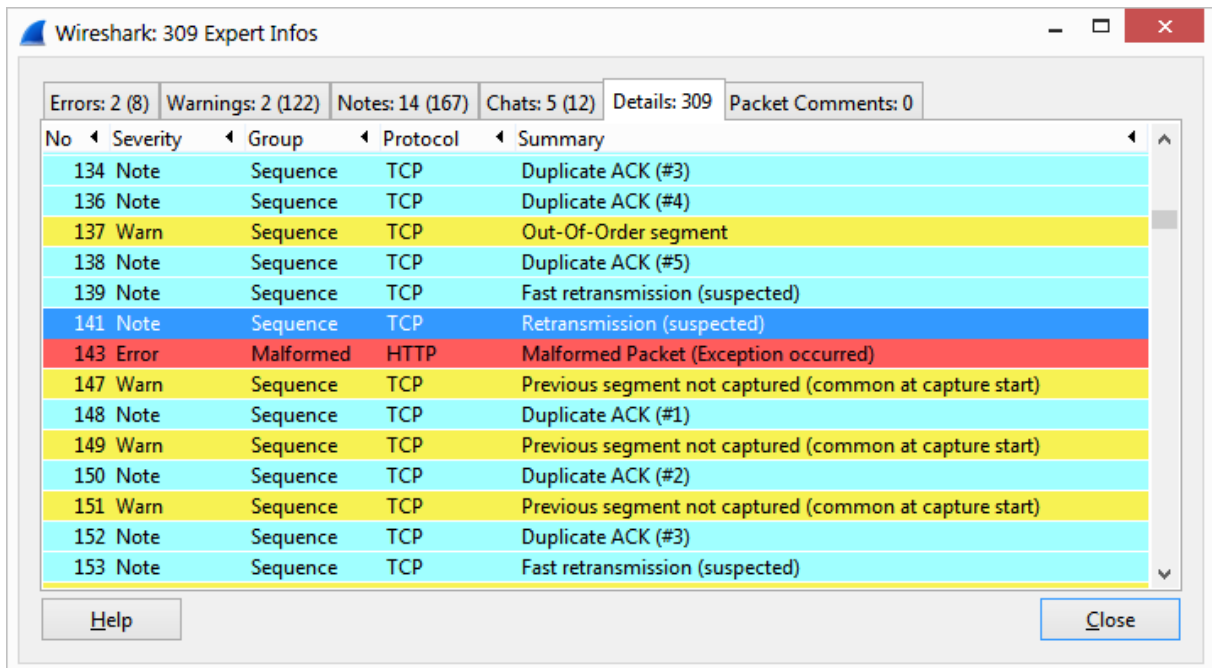 Wireshark: 309 Expert Infos
Errors: 2 (8) Warnings: 2 (122) Notes: 14 (167) Chats: 5 (12) Details: 309 Packet Comments: 0
No Severity Group Protocol Summary
134 Note Sequence TCP Duplicate ACK (#3)
136 Note Sequence TCP Duplicate ACK (#4)
137 Warn Sequence TCP Out-Of-Order segment
138 Note Sequence TCP Duplicate ACK (#5)
139 Note Sequence TCP Fast retransmission (suspected)
141 Note Sequence TCP Retransmission (suspected)
143 Error Malformed HTTP Malformed Packet (Exception occurred)
147 Warn Sequence TCP Previous segment not captured (common at capture start)
148 Note Sequence TCP Duplicate ACK (#1)
149 Warn Sequence TCP Previous segment not captured (common at capture start)
150 Note Sequence TCP Duplicate ACK (#2)
151 Warn Sequence TCP Previous segment not captured (common at capture start)
152 Note Sequence TCP Duplicate ACK (#3)
153 Note Sequence TCP Fast retransmission (suspected)
Help Close